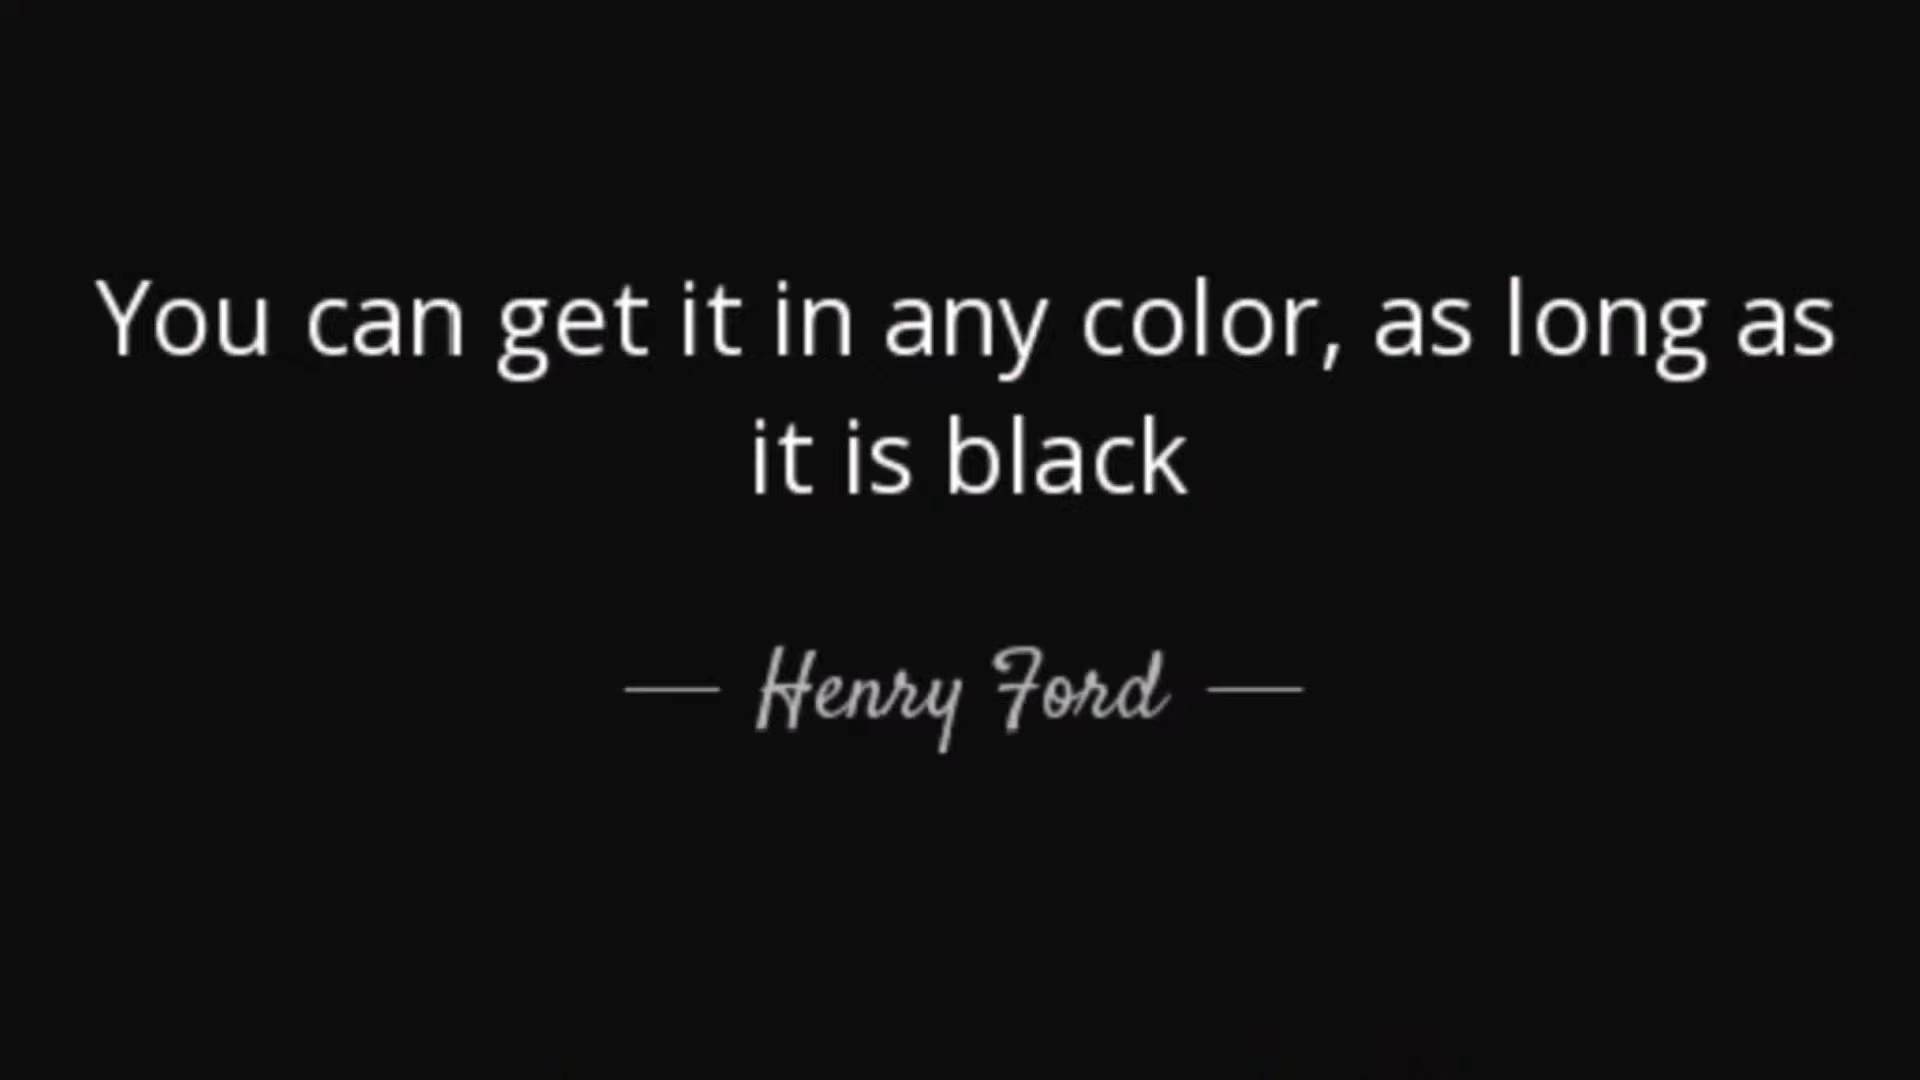 You can get it in any color, as long as
it is black
— Henry Ford —